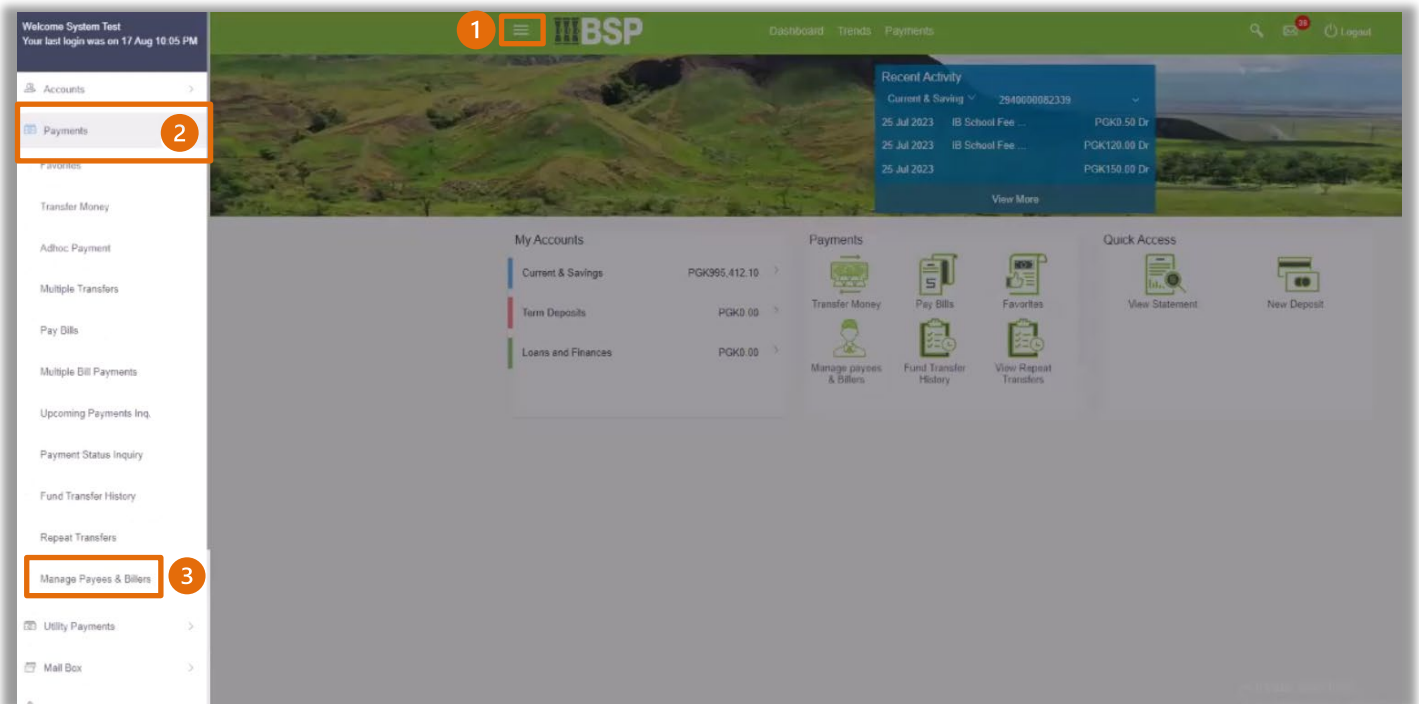 Welcome System Test
Your last login was on 17 Aug 10:05 PM
Accounts
Payments
2
Favorites
Transfer Money
Adhoc Payment
Multiple Transfers
Pay Bills
Multiple Bill Payments
Upcoming Payments Inq.
Payment Status Inquiry
Fund Transfer History
Repeat Transfers
Manage Payees & Billers
3
Utility Payments
Mail Box
1
BSP
Dashboard Trends Payments
38
Logout
Recent Activity
Current & Saving 2940000082339
25 Jul 2023 IB School Fee ... PGK0.50 Dr
25 Jul 2023 IB School Fee ... PGK120.00 Dr
25 Jul 2023 PGK150.00 Dr
View More
My Accounts
Current & Savings PGK995,412.10
Term Deposits PGK0.00
Loans and Finances PGK0.00
Payments
Transfer Money
Pay Bills
Favorites
Manage payees
& Billers
Fund Transfer
History
View Repeat
Transfers
Quick Access
View Statement
New Deposit